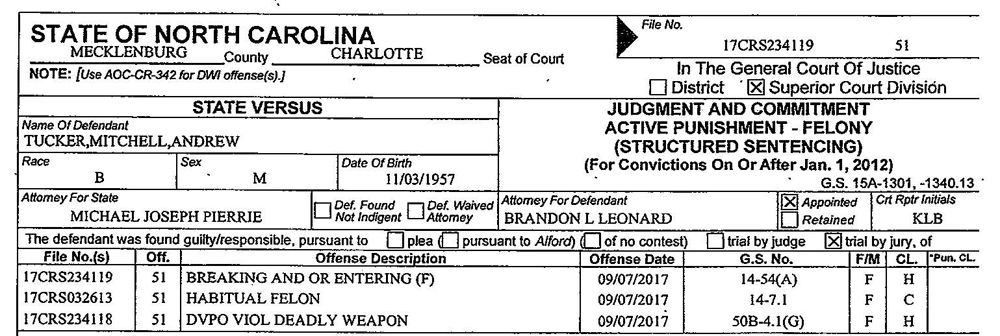 STATE OF NORTH CAROLINA
MECKLENBURG County CHARLOTTE Seat of Court
NOTE: [Use AOC-CR-342 for DWI offense(s).]
File No.
17CRS234119 51
In The General Court Of Justice
District Superior Court Division
STATE VERSUS
Name Of Defendant
TUCKER,MITCHELL,ANDREW
Race Sex Date Of Birth
B M 11/03/1957
JUDGMENT AND COMMITMENT
ACTIVE PUNISHMENT - FELONY
(STRUCTURED SENTENCING)
(For Convictions On Or After Jan. 1, 2012)
G.S. 15A-1301, -1340.13
Attorney For State
MICHAEL JOSEPH PIERRIE
Def. Found Not Indigent
Def. Waived Attorney
Attorney For Defendant
BRANDON L LEONARD
Appointed
Retained
Crt Rptr Initials
KLB
The defendant was found guilty/responsible, pursuant to plea ( pursuant to Alford) ( of no contest) trial by judge trial by jury, of
File No.(s) Off. Offense Description Offense Date G.S. No. F/M CL. *Pun. CL.
17CRS234119 51 BREAKING AND OR ENTERING (F) 09/07/2017 14-54(A) F H
17CRS032613 51 HABITUAL FELON 09/07/2017 14-7.1 F C
17CRS234118 51 DVPO VIOL DEADLY WEAPON 09/07/2017 50B-4.1(G) F H